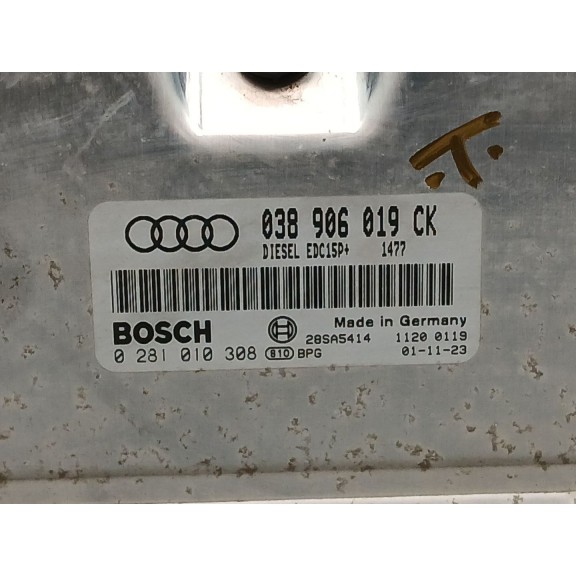 T.
038 906 019 CK
DIESEL EDC15P+ 1477
BOSCH
Made in Germany
0 281 010 308 810 BPG
28SA5414 1120 0119
01-11-23